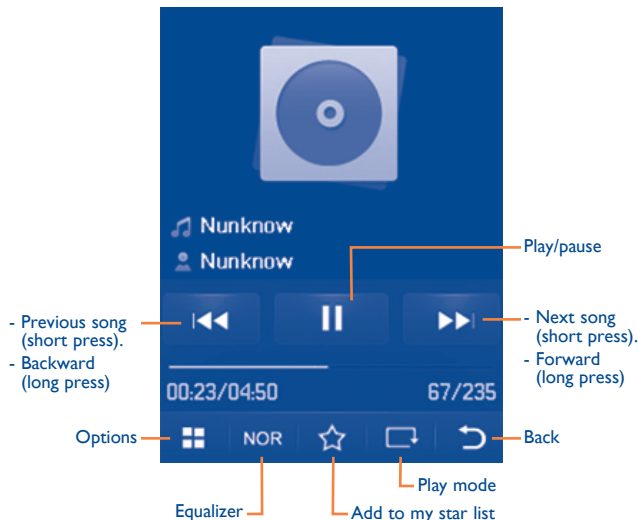 Nunknow
Nunknow
Play/pause
- Previous song
(short press).
- Backward
(long press)
- Next song
(short press).
- Forward
(long press)
00:23/04:50
67/235
Options
NOR
Back
Play mode
Equalizer
Add to my star list